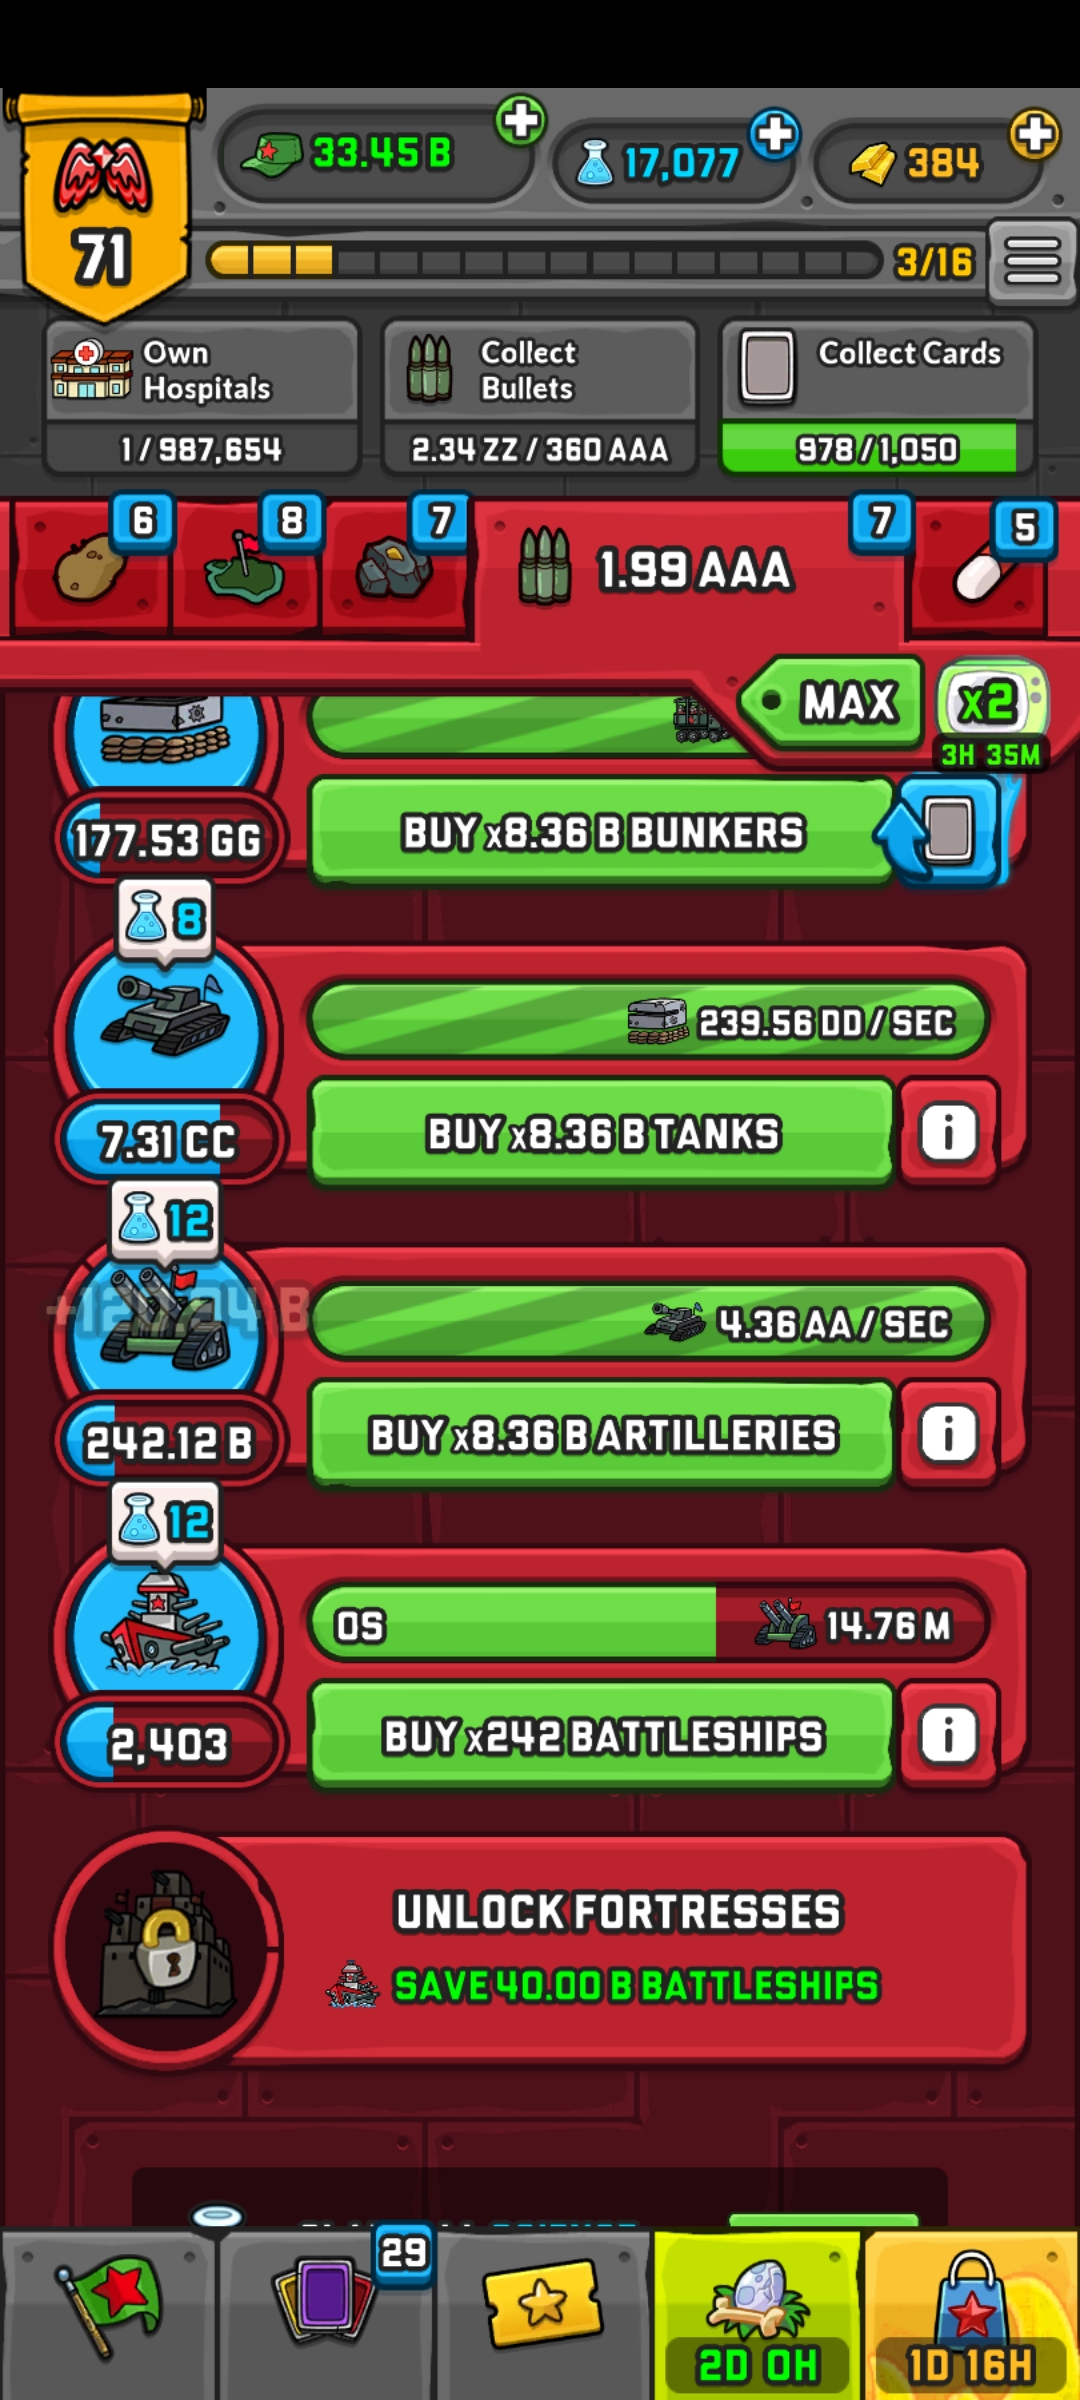 71
33.45 B
17,077
384
3/16
Own Hospitals
1/987,654
Collect Bullets
2.34 ZZ / 360 AAA
Collect Cards
978/1,050
6
8
7
1.99 AAA
7
5
MAX
x2
3H 35M
177.53 GG
BUY x8.36 B BUNKERS
8
239.56 DD / SEC
7.31 CC
BUY x8.36 B TANKS
i
12
4.36 AA / SEC
242.12 B
BUY x8.36 B ARTILLERIES
i
12
0S
14.76 M
2,403
BUY x242 BATTLESHIPS
i
UNLOCK FORTRESSES
SAVE 40.00 B BATTLESHIPS
29
2D 0H
1D 16H